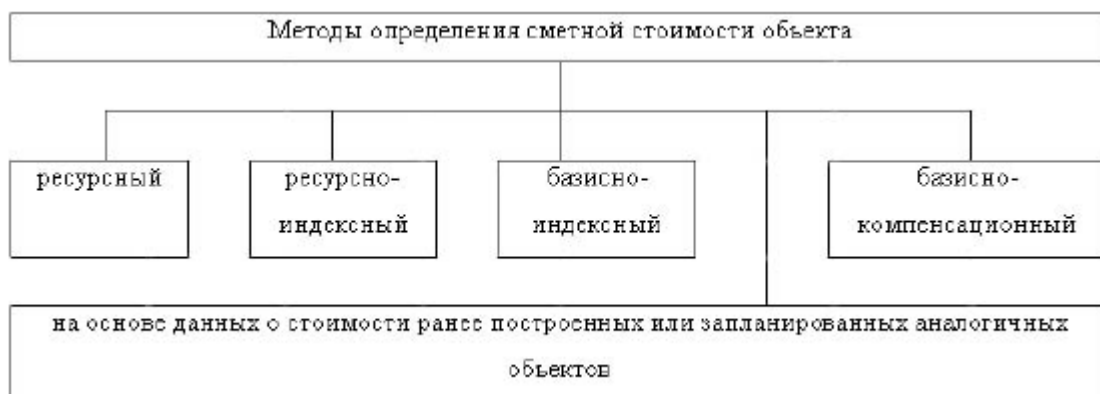 Методы определения сметной стоимости объекта
ресурсный
ресурсно-
индексный
базисно-
индексный
базисно-
компенсационный
на основе данных о стоимости ранее построенных или запланированных аналогичных
объектов